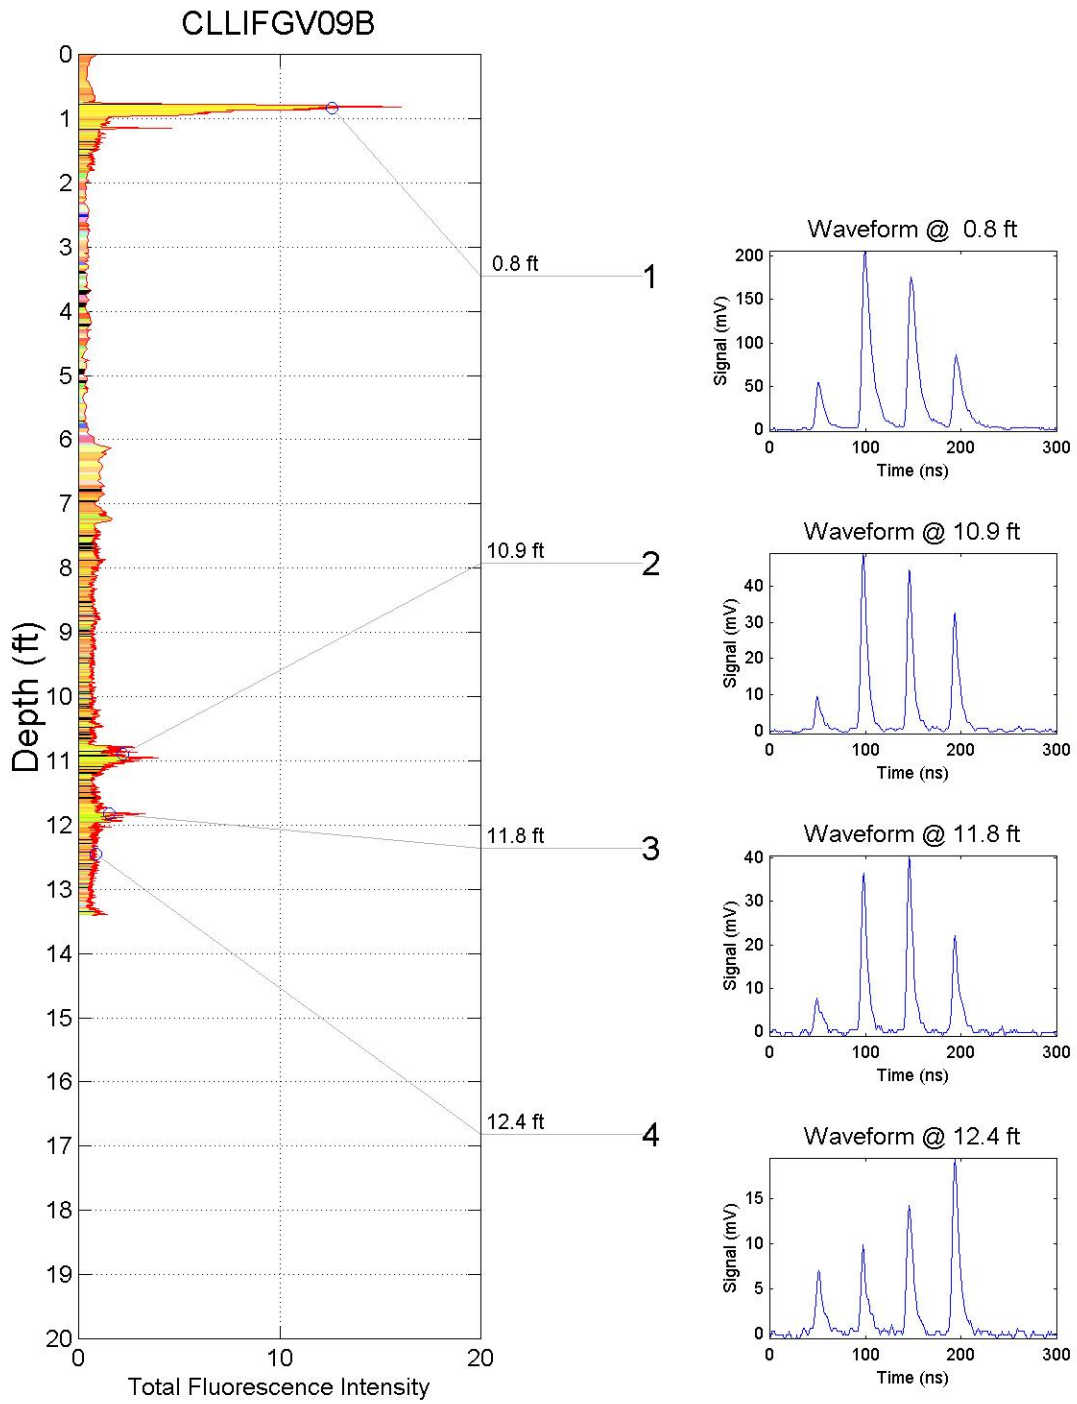 CLLIFGV09B
0
1
2
3
4
5
6
7
8
9
10
11
12
13
14
15
16
17
18
19
20
Depth (ft)
0 10 20
Total Fluorescence Intensity
0.8 ft
1
10.9 ft
2
11.8 ft
3
12.4 ft
4
Waveform @ 0.8 ft
200
150
100
50
0
Signal (mV)
0 100 200 300
Time (ns)
Waveform @ 10.9 ft
40
30
20
10
0
Signal (mV)
0 100 200 300
Time (ns)
Waveform @ 11.8 ft
40
30
20
10
0
Signal (mV)
0 100 200 300
Time (ns)
Waveform @ 12.4 ft
15
10
5
0
Signal (mV)
0 100 200 300
Time (ns)